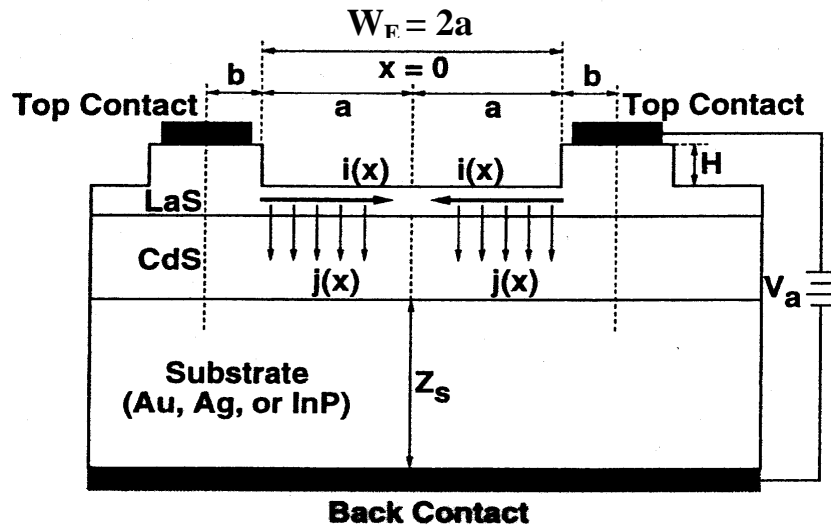 W_E = 2a
x = 0
b
b
a
a
Top Contact
Top Contact
i(x)
i(x)
H
LaS
CdS
j(x)
j(x)
V_a
Substrate
(Au, Ag, or InP)
Z_s
Back Contact